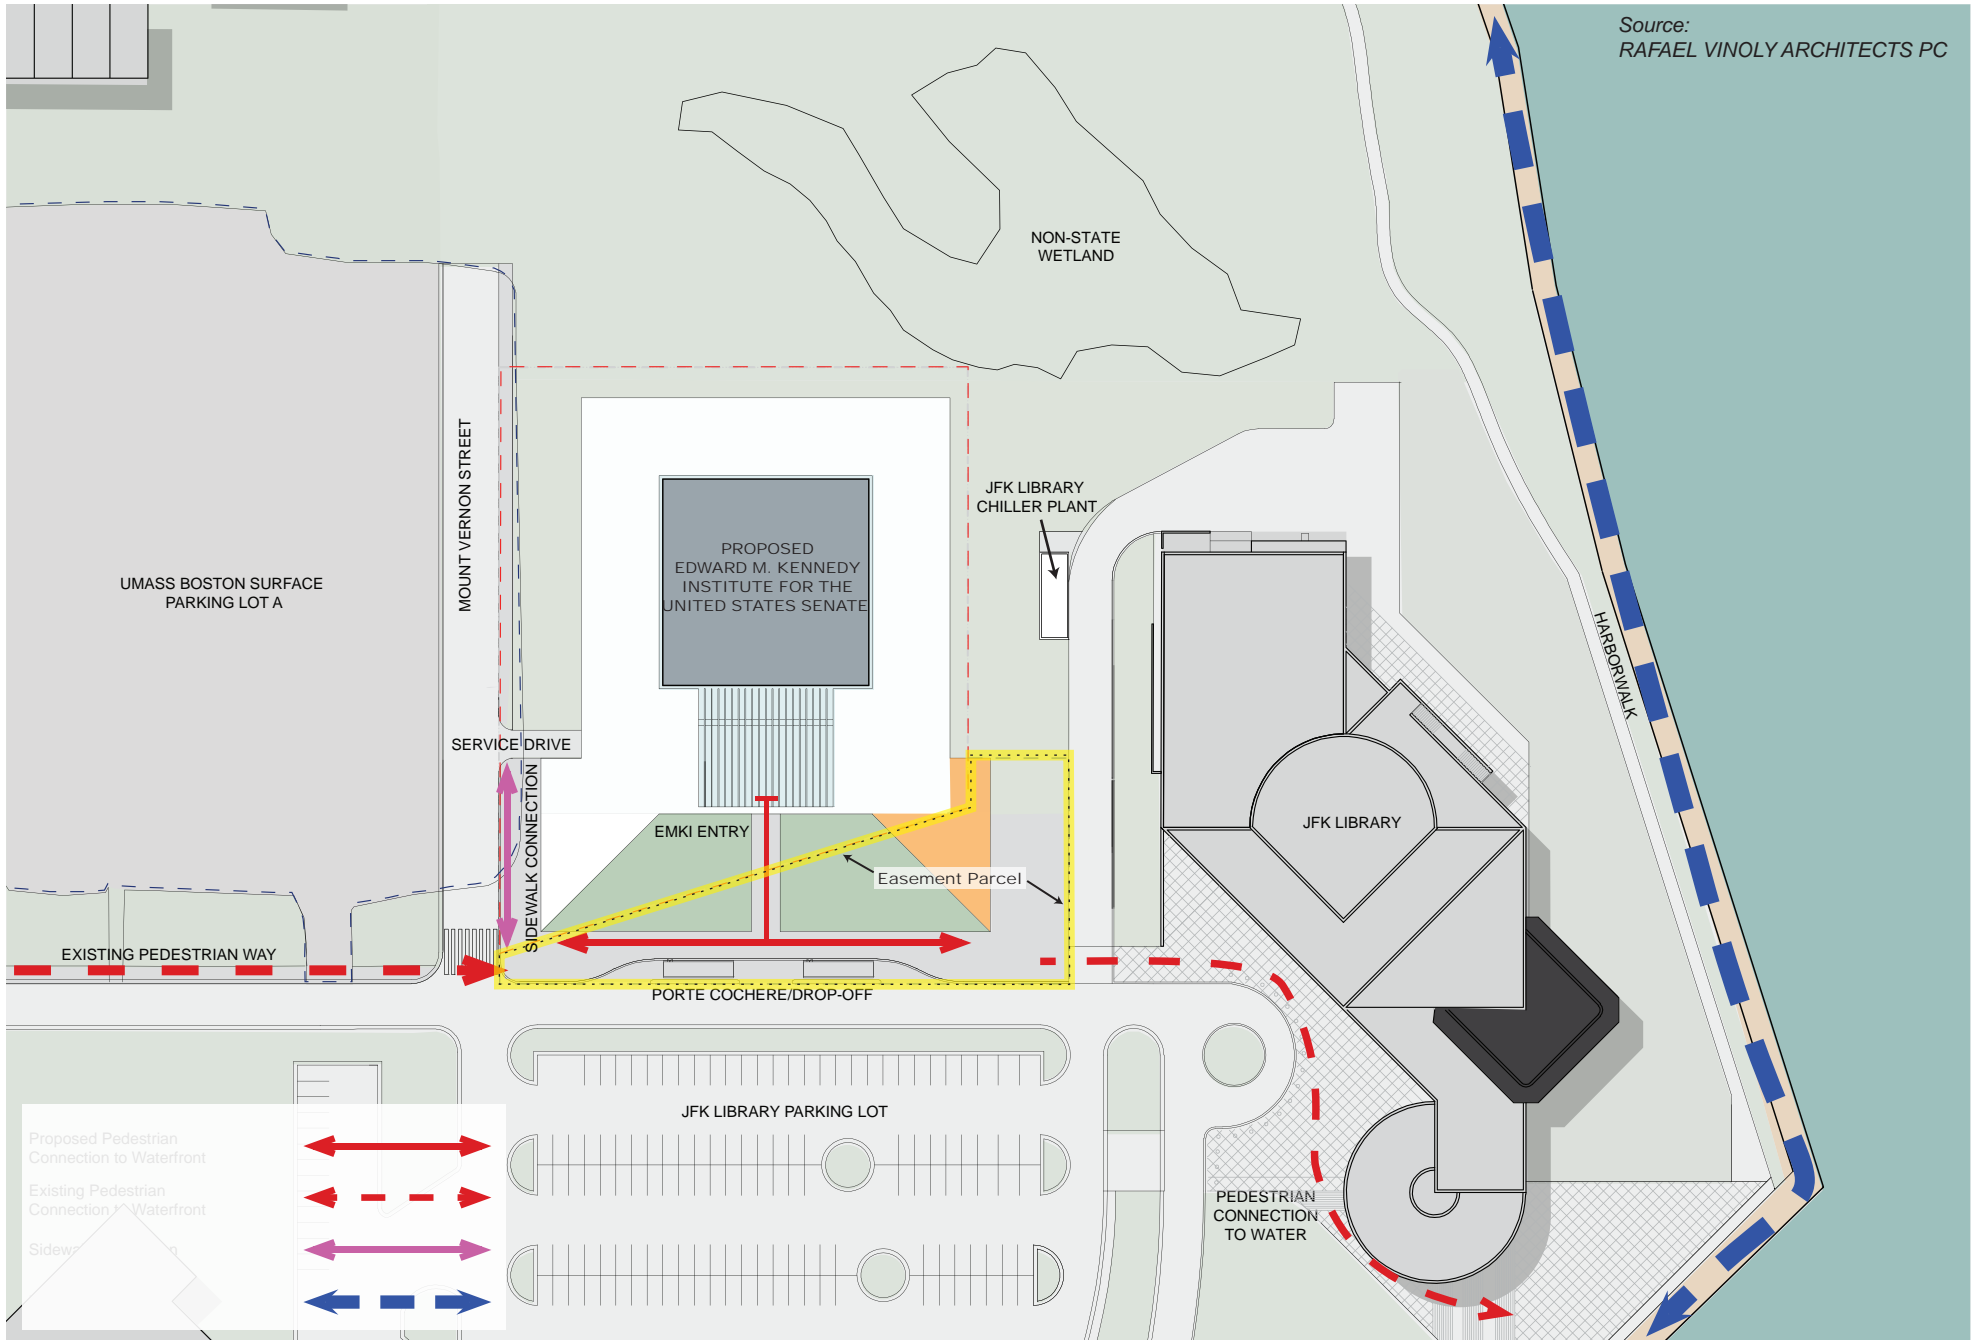 Source:
RAFAEL VINOLY ARCHITECTS PC
NON-STATE
WETLAND
MOUNT VERNON STREET
JFK LIBRARY
CHILLER PLANT
PROPOSED
EDWARD M. KENNEDY
INSTITUTE FOR THE
UNITED STATES SENATE
UMASS BOSTON SURFACE
PARKING LOT A
HARBORWALK
SERVICE DRIVE
SIDEWALK CONNECTION
EMKI ENTRY
JFK LIBRARY
Easement Parcel
EXISTING PEDESTRIAN WAY
PORTE COCHERE/DROP-OFF
JFK LIBRARY PARKING LOT
PEDESTRIAN
CONNECTION
TO WATER
Proposed Pedestrian
Connection to Waterfront
Existing Pedestrian
Connection to Waterfront